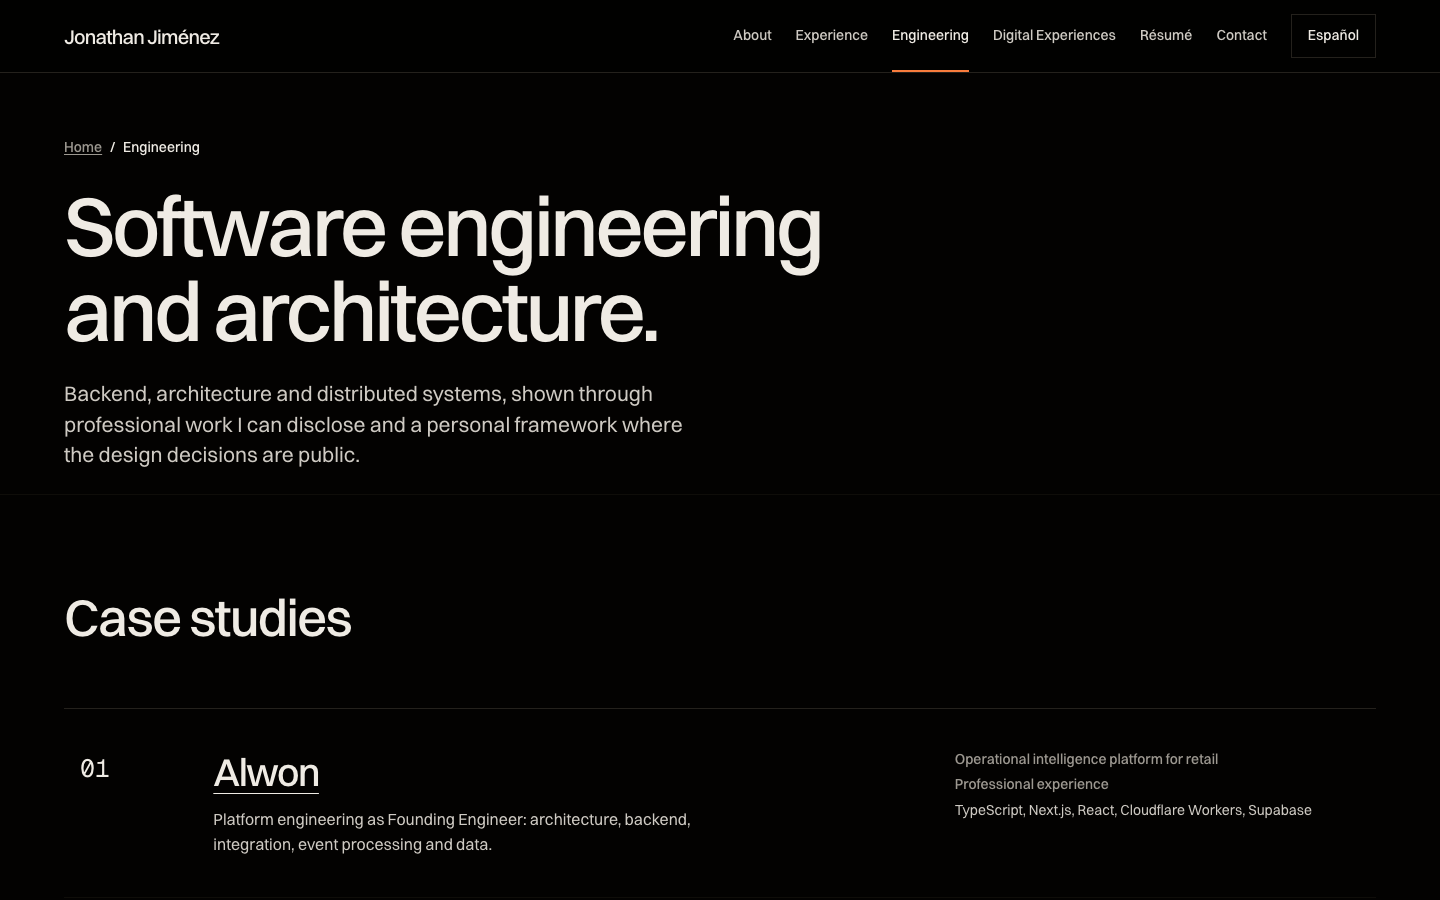 Jonathan Jiménez
About
Experience
Engineering
Digital Experiences
Résumé
Contact
Español
Home / Engineering
Software engineering
and architecture.
Backend, architecture and distributed systems, shown through
professional work I can disclose and a personal framework where
the design decisions are public.
Case studies
01
Alwon
Platform engineering as Founding Engineer: architecture, backend,
integration, event processing and data.
Operational intelligence platform for retail
Professional experience
TypeScript, Next.js, React, Cloudflare Workers, Supabase